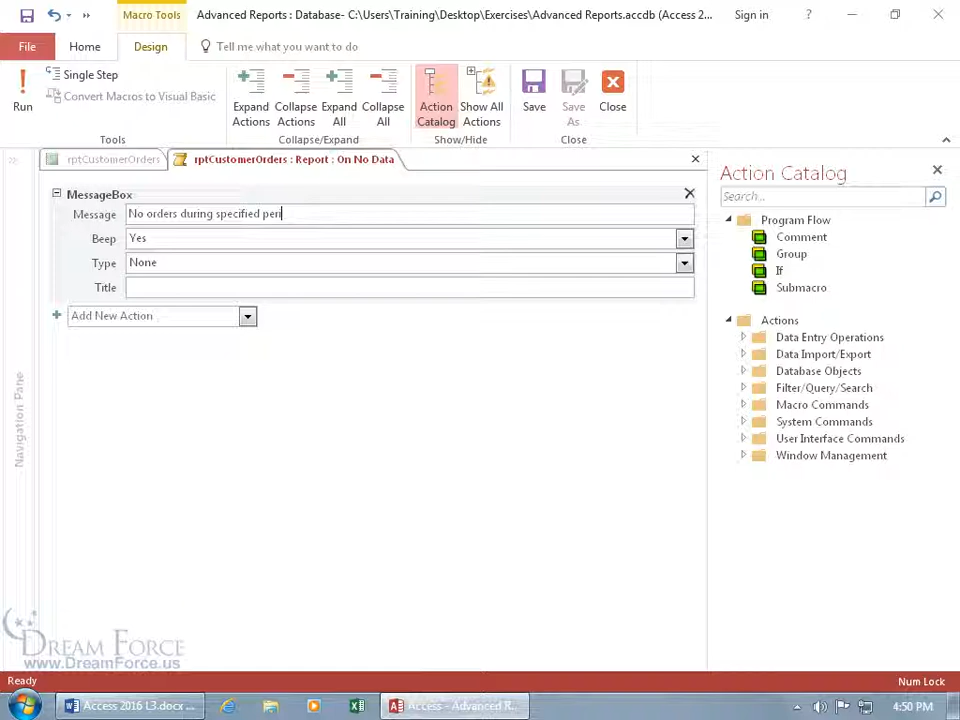 Macro Tools
Advanced Reports : Database- C:\Users\Training\Desktop\Exercises\Advanced Reports.accdb (Access 2...
Sign in
?
File
Home
Design
Tell me what you want to do
Run
Single Step
Convert Macros to Visual Basic
Tools
Expand Actions
Collapse Actions
Expand All
Collapse All
Collapse/Expand
Action Catalog
Show All Actions
Show/Hide
Save
Save As
Close
Close
rptCustomerOrders
rptCustomerOrders : Report : On No Data
MessageBox
Message No orders during specified peri
Beep Yes
Type None
Title
Add New Action
Navigation Pane
Action Catalog
Search...
Program Flow
Comment
Group
If
Submacro
Actions
Data Entry Operations
Data Import/Export
Database Objects
Filter/Query/Search
Macro Commands
System Commands
User Interface Commands
Window Management
DREAM FORCE
www.DreamForce.us
Ready
Num Lock
Access 2016 L3.docx ...
Access - Advanced R...
4:50 PM